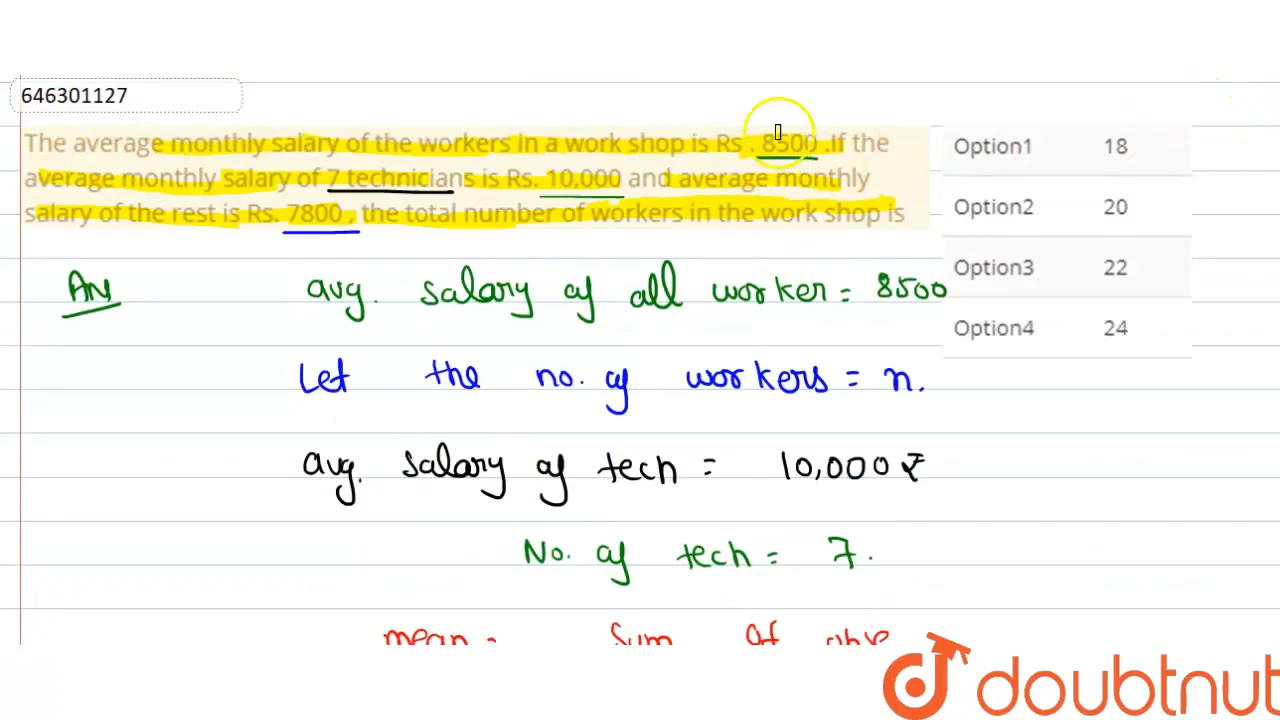 646301127
The average monthly salary of the workers in a work shop is Rs . 8500 .If the
average monthly salary of 7 technicians is Rs. 10,000 and average monthly
salary of the rest is Rs. 7800 , the total number of workers in the work shop is
Option1 18
Option2 20
Option3 22
Option4 24
avg. salary of all worker = 8500
Let the no. of workers = n.
avg. salary of tech = 10,000 ₹
No. of tech = 7.
mean = Sum of
doubtnut